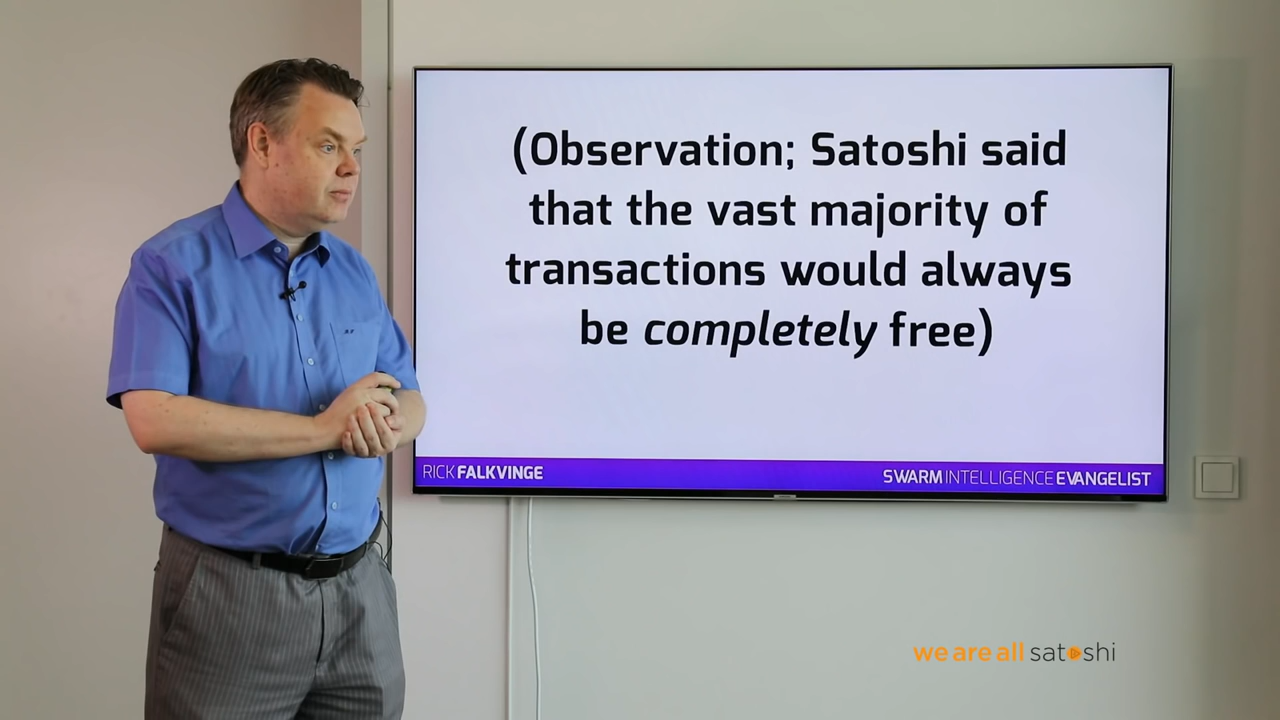 (Observation; Satoshi said
that the vast majority of
transactions would always
be completely free)
RICK FALKVINGE
SWARM INTELLIGENCE EVANGELIST
we are all satoshi